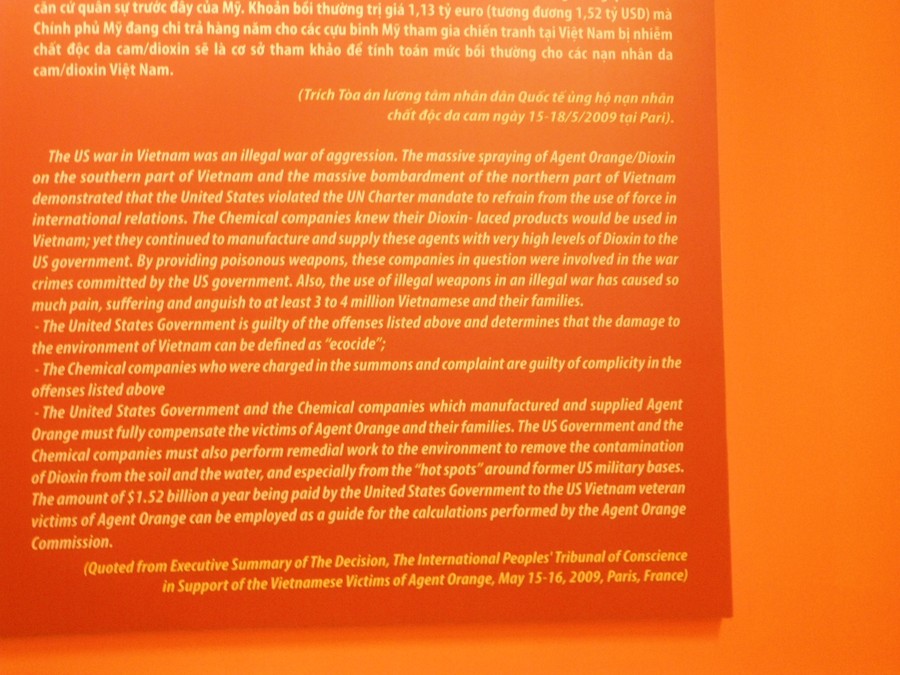 căn cứ quân sự trước đây của Mỹ. Khoản bồi thường trị giá 1,13 tỷ euro (tương đương 1,52 tỷ USD) mà
Chính phủ Mỹ đang chi trả hàng năm cho các cựu binh Mỹ tham gia chiến tranh tại Việt Nam bị nhiễm
chất độc da cam/dioxin sẽ là cơ sở tham khảo để tính toán mức bồi thường cho các nạn nhân da
cam/dioxin Việt Nam.
(Trích Tòa án lương tâm nhân dân Quốc tế ủng hộ nạn nhân
chất độc da cam ngày 15-18/5/2009 tại Pari).
The US war in Vietnam was an illegal war of aggression. The massive spraying of Agent Orange/Dioxin
on the southern part of Vietnam and the massive bombardment of the northern part of Vietnam
demonstrated that the United States violated the UN Charter mandate to refrain from the use of force in
international relations. The Chemical companies knew their Dioxin- laced products would be used in
Vietnam; yet they continued to manufacture and supply these agents with very high levels of Dioxin to the
US government. By providing poisonous weapons, these companies in question were involved in the war
crimes committed by the US government. Also, the use of illegal weapons in an illegal war has caused so
much pain, suffering and anguish to at least 3 to 4 million Vietnamese and their families.
- The United States Government is guilty of the offenses listed above and determines that the damage to
the environment of Vietnam can be defined as “ecocide”;
- The Chemical companies who were charged in the summons and complaint are guilty of complicity in the
offenses listed above
- The United States Government and the Chemical companies which manufactured and supplied Agent
Orange must fully compensate the victims of Agent Orange and their families. The US Government and the
Chemical companies must also perform remedial work to the environment to remove the contamination
of Dioxin from the soil and the water, and especially from the “hot spots” around former US military bases.
The amount of $1.52 billion a year being paid by the United States Government to the US Vietnam veteran
victims of Agent Orange can be employed as a guide for the calculations performed by the Agent Orange
Commission.
(Quoted from Executive Summary of The Decision, The International Peoples' Tribunal of Conscience
in Support of the Vietnamese Victims of Agent Orange, May 15-16, 2009, Paris, France)